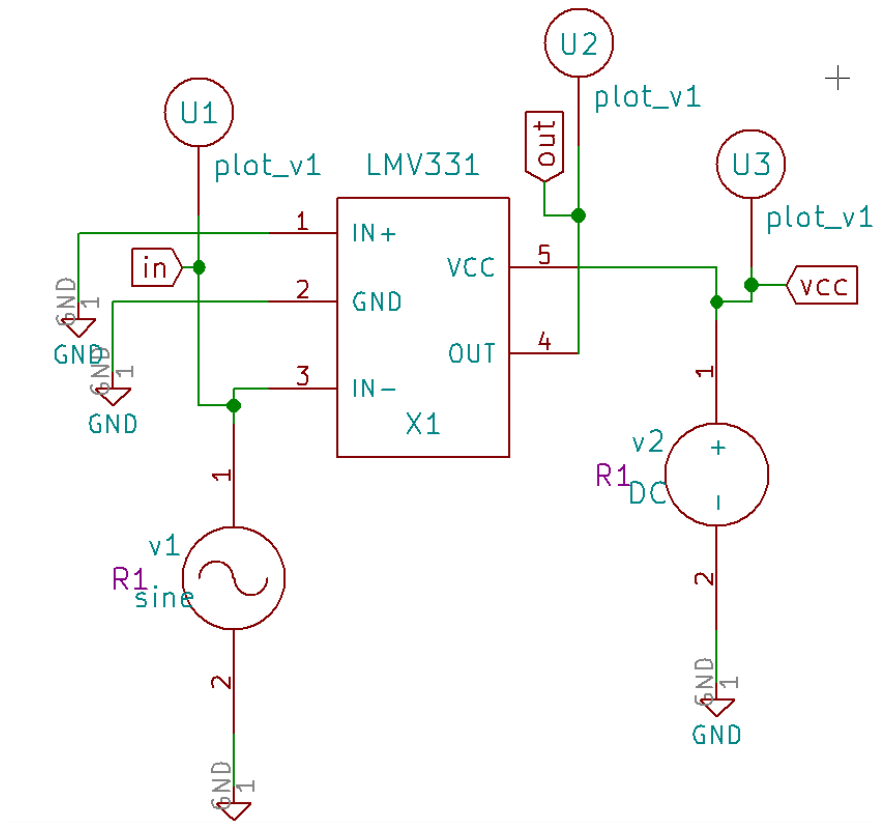 U2
plot_v1
U1
plot_v1
LMV331
out
U3
plot_v1
1
IN+
in
VCC
5
vcc
2
GND
GND
1
GND
OUT
4
GND
1
GND
3
IN-
X1
1
v2
R1
DC
+
-
1
v1
R1
sine
2
2
GND
1
GND
GND
1